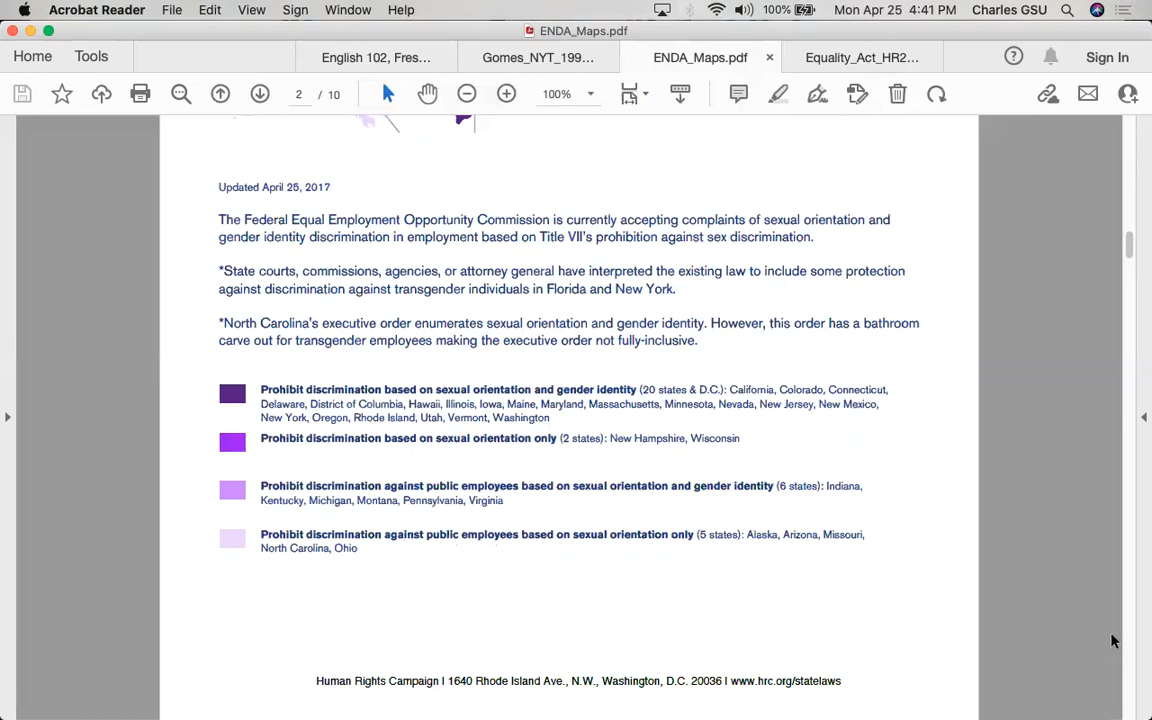 Acrobat Reader File Edit View Sign Window Help 100% Mon Apr 25 4:41 PM Charles GSU
ENDA_Maps.pdf
Home Tools English 102, Fres... Gomes_NYT_199... ENDA_Maps.pdf × Equality_Act_HR2... Sign In
2 / 10 100%
Updated April 25, 2017
The Federal Equal Employment Opportunity Commission is currently accepting complaints of sexual orientation and
gender identity discrimination in employment based on Title VII's prohibition against sex discrimination.
*State courts, commissions, agencies, or attorney general have interpreted the existing law to include some protection
against discrimination against transgender individuals in Florida and New York.
*North Carolina's executive order enumerates sexual orientation and gender identity. However, this order has a bathroom
carve out for transgender employees making the executive order not fully-inclusive.
Prohibit discrimination based on sexual orientation and gender identity (20 states & D.C.): California, Colorado, Connecticut,
Delaware, District of Columbia, Hawaii, Illinois, Iowa, Maine, Maryland, Massachusetts, Minnesota, Nevada, New Jersey, New Mexico,
New York, Oregon, Rhode Island, Utah, Vermont, Washington
Prohibit discrimination based on sexual orientation only (2 states): New Hampshire, Wisconsin
Prohibit discrimination against public employees based on sexual orientation and gender identity (6 states): Indiana,
Kentucky, Michigan, Montana, Pennsylvania, Virginia
Prohibit discrimination against public employees based on sexual orientation only (5 states): Alaska, Arizona, Missouri,
North Carolina, Ohio
Human Rights Campaign | 1640 Rhode Island Ave., N.W., Washington, D.C. 20036 | www.hrc.org/statelaws